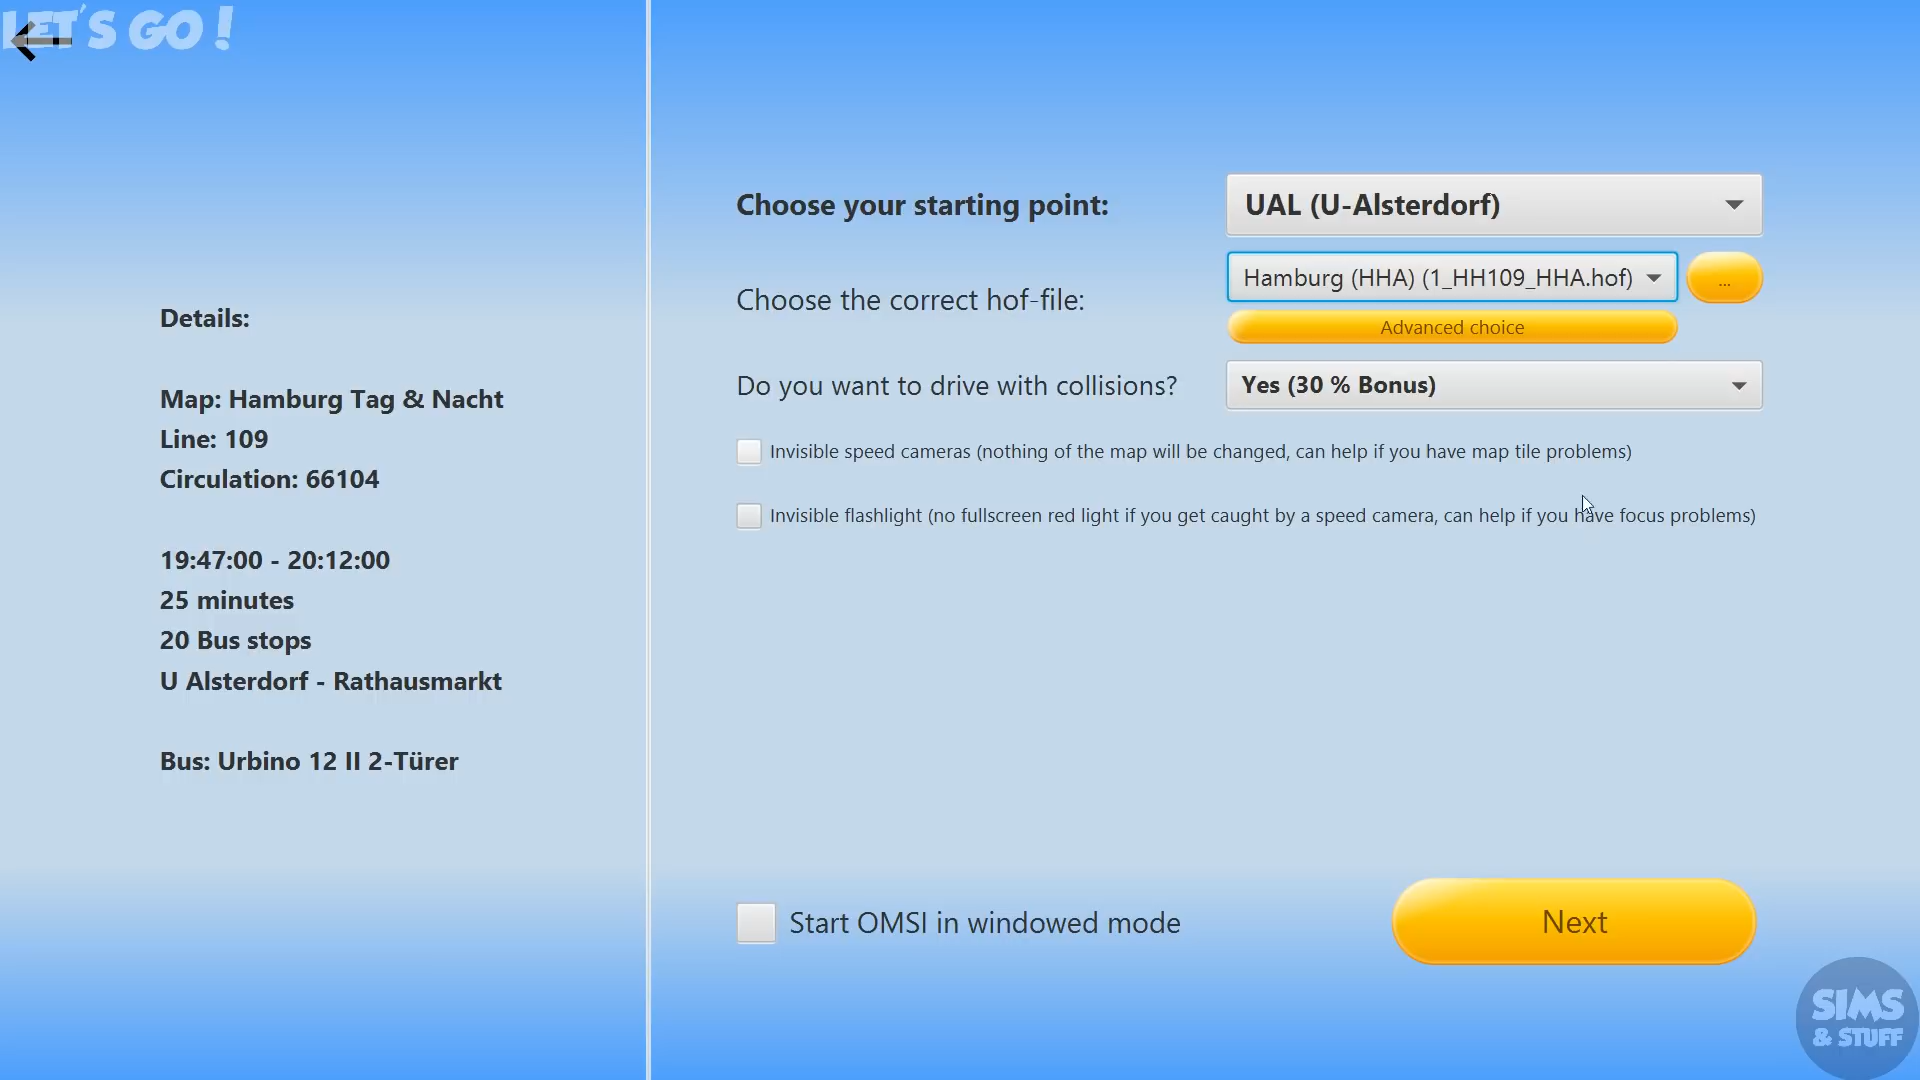 LET'S GO!
Choose your starting point:
UAL (U-Alsterdorf)
Choose the correct hof-file:
Hamburg (HHA) (1_HH109_HHA.hof)
...
Advanced choice
Do you want to drive with collisions?
Yes (30 % Bonus)
Invisible speed cameras (nothing of the map will be changed, can help if you have map tile problems)
Invisible flashlight (no fullscreen red light if you get caught by a speed camera, can help if you have focus problems)
Details:
Map: Hamburg Tag & Nacht
Line: 109
Circulation: 66104
19:47:00 - 20:12:00
25 minutes
20 Bus stops
U Alsterdorf - Rathausmarkt
Bus: Urbino 12 II 2-Türer
Start OMSI in windowed mode
Next
SIMS
& STUFF